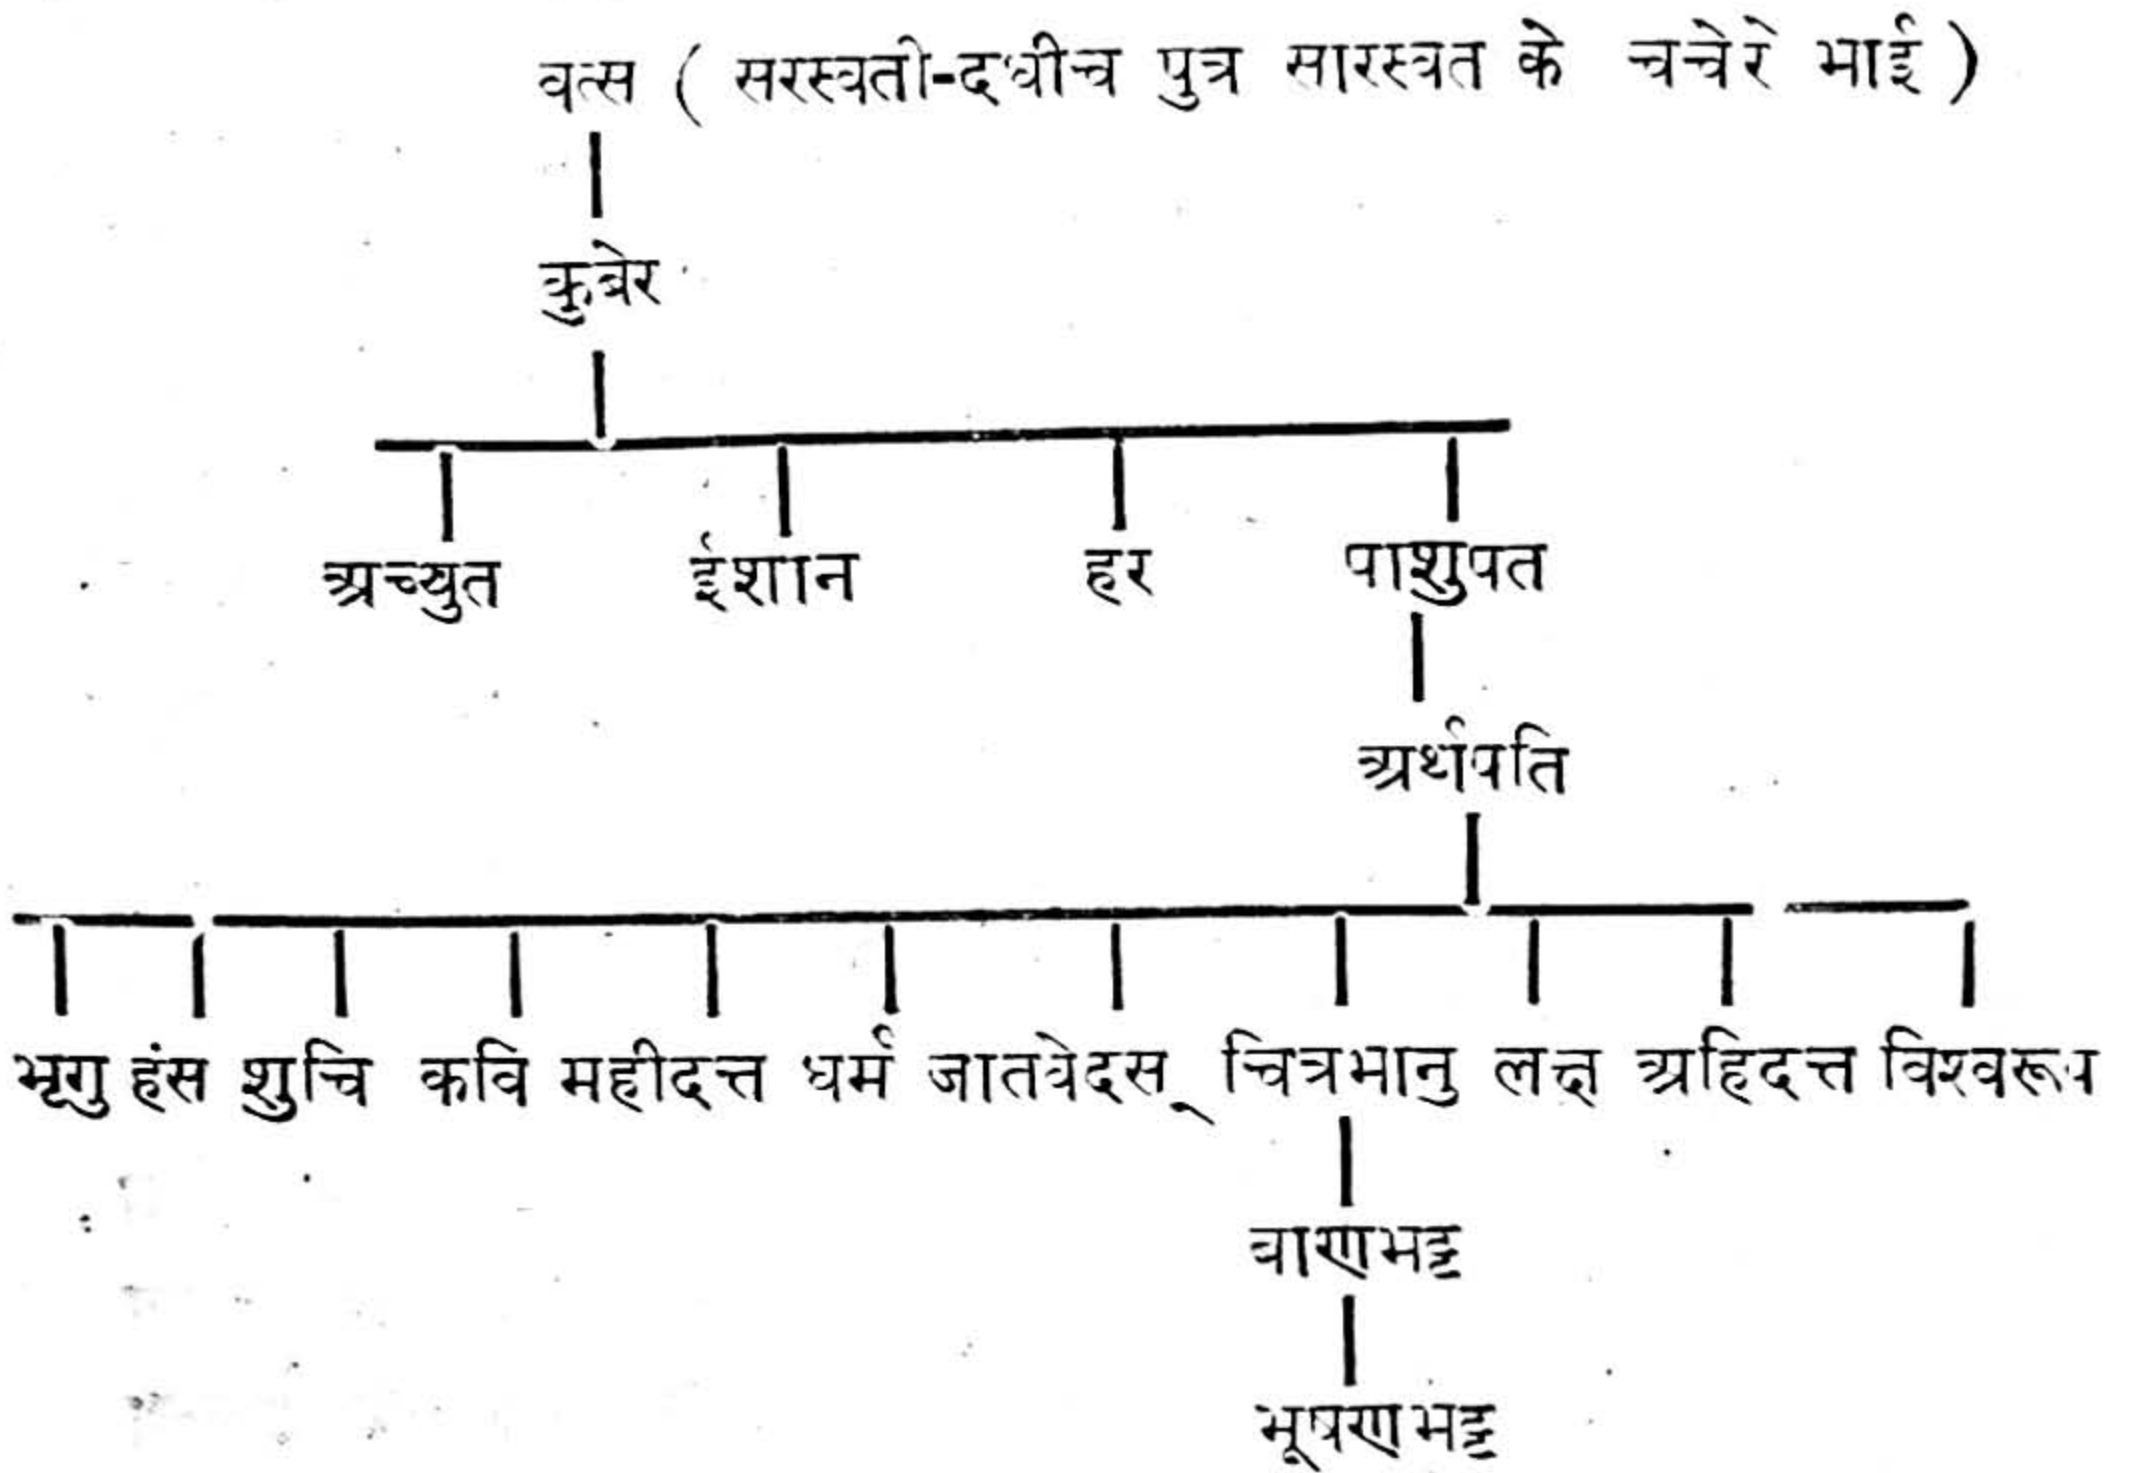 वत्स ( सरस्वती-दधीच पुत्र सारस्वत के चचेरे भाई )
कुबेर
अच्युत ईशान हर पाशुपत
अर्थपति
भृगु हंस शुचि कवि महीदत्त धर्म जातवेदस् चित्रभानु लक्ष अहिदत्त विश्वरूप
बाणभट्ट
भूषणभट्ट